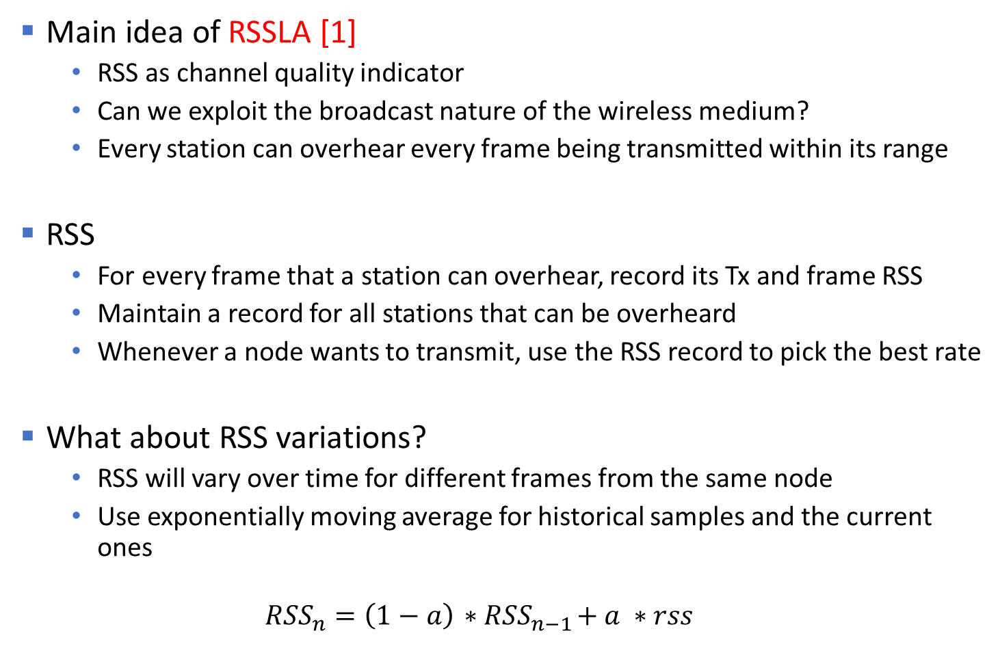 Main idea of RSSLA [1]
RSS as channel quality indicator
Can we exploit the broadcast nature of the wireless medium?
Every station can overhear every frame being transmitted within its range
RSS
For every frame that a station can overhear, record its Tx and frame RSS
Maintain a record for all stations that can be overheard
Whenever a node wants to transmit, use the RSS record to pick the best rate
What about RSS variations?
RSS will vary over time for different frames from the same node
Use exponentially moving average for historical samples and the current
ones
RSSₙ = (1 − a) ∗ RSSₙ₋₁ + a ∗ rss